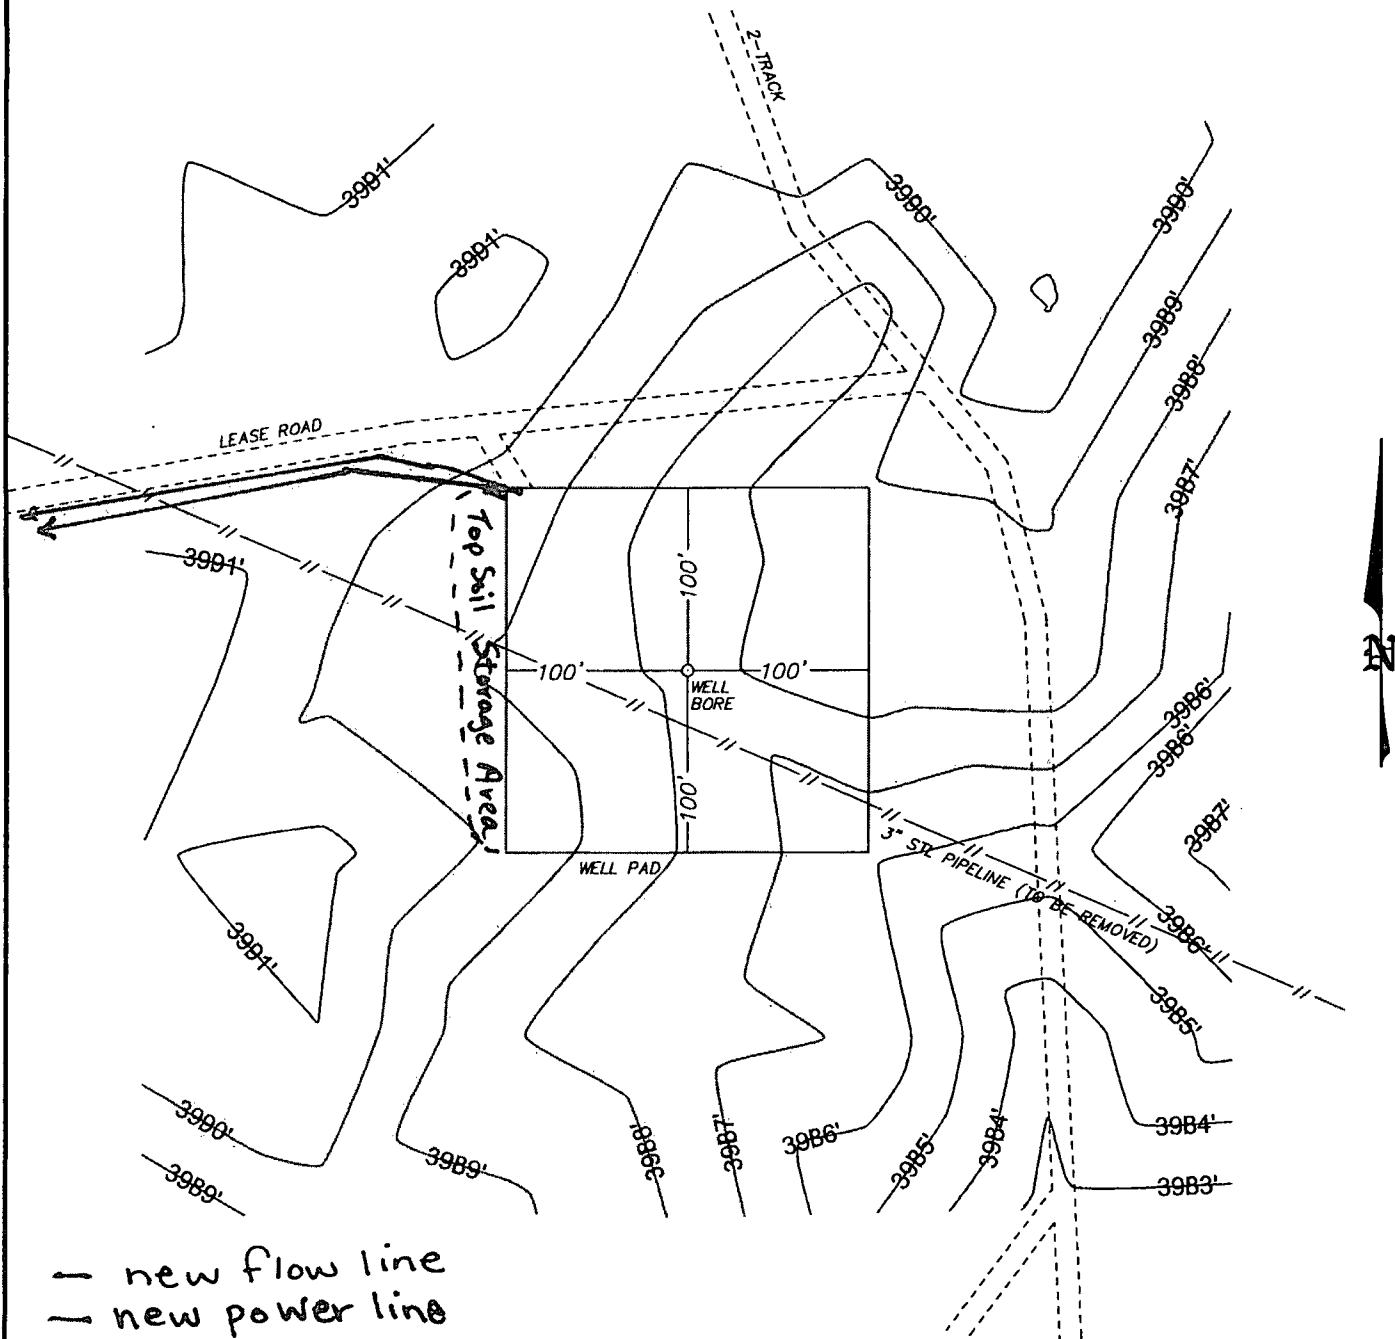 2-TRACK
3991'
3990'
3990'
3991'
3989'
3988'
LEASE ROAD
3987'
3991'
Top Soil Storage Area
100'
100'
100'
WELL
BORE
100'
3986'
3986'
3987'
WELL PAD
3" STL PIPELINE (TO BE REMOVED)
3991'
3986'
3985'
3990'
3989'
3989'
3988'
3987'
3986'
3985'
3984'
3984'
3983'
N
new flow line
new power line